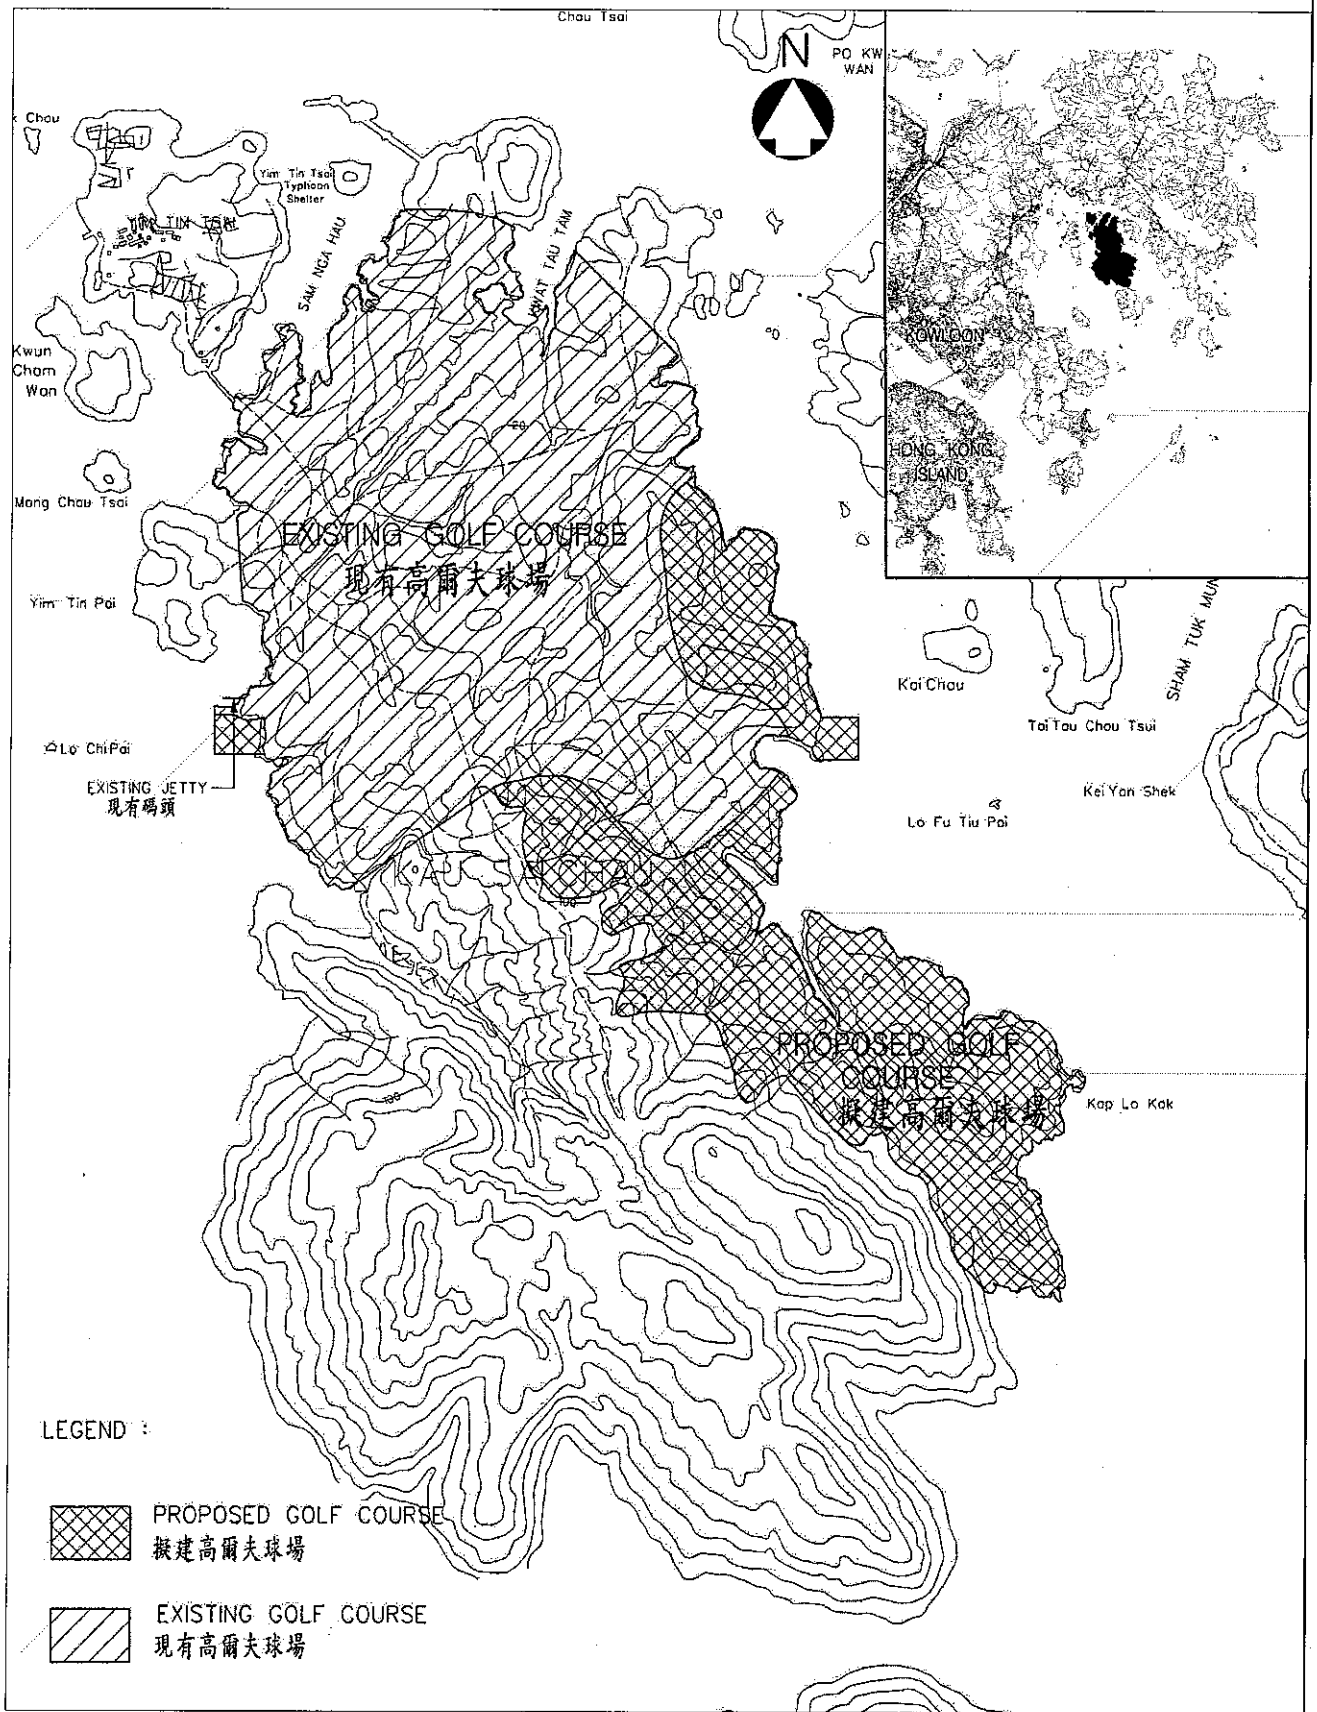 Chau Tsai
N
PO KW
WAN
Chau
Yim Tin Tsai
Typhoon
Shelter
YIM TIN TSAI
SAM NGA HAU
KWAT TAU TAM
KOWLOON
HONG KONG
ISLAND
Kwun
Cham
Wan
20
Mang Chau Tsai
EXISTING GOLF COURSE
現有高爾夫球場
Yim Tin Pai
SHAM TUK MUN
Kai Chau
Tai Tau Chau Tsui
Lo Chi Pai
EXISTING JETTY
現有碼頭
Kei Yan Shek
Lo Fu Tiu Pai
KAU SAI CHAU
100
PROPOSED GOLF
COURSE
擬建高爾夫球場
Kap Lo Kok
100
LEGEND :
PROPOSED GOLF COURSE
擬建高爾夫球場
EXISTING GOLF COURSE
現有高爾夫球場